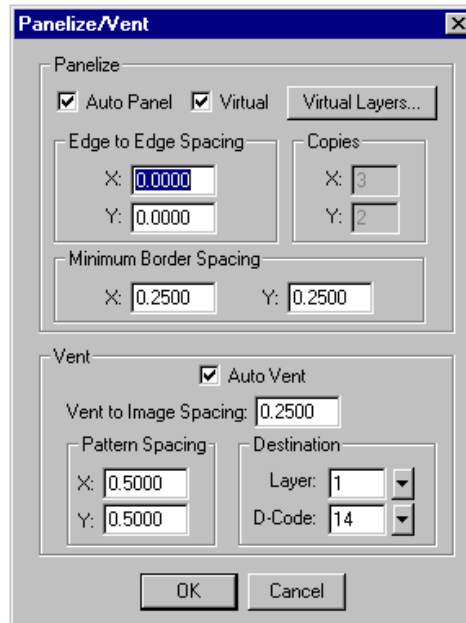 Panelize/Vent
Panelize
Auto Panel Virtual Virtual Layers...
Edge to Edge Spacing Copies
X: 0.0000 X: 3
Y: 0.0000 Y: 2
Minimum Border Spacing
X: 0.2500 Y: 0.2500
Vent
Auto Vent
Vent to Image Spacing: 0.2500
Pattern Spacing Destination
X: 0.5000 Layer: 1
Y: 0.5000 D-Code: 14
OK Cancel